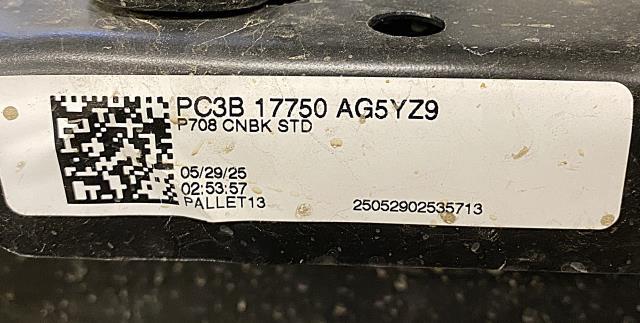 PC3B 17750 AG5YZ9
P708 CNBK STD
05/29/25
02:53:57
PALLET13 25052902535713